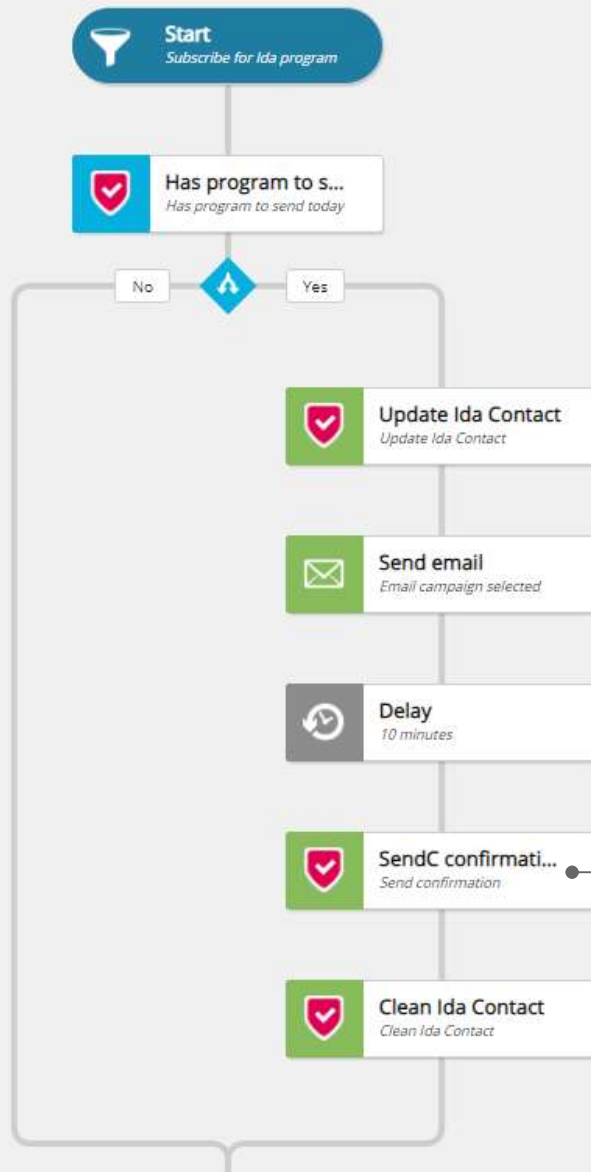 Start
Subscribe for Ida program
Has program to s...
Has program to send today
No
Yes
Update Ida Contact
Update Ida Contact
Send email
Email campaign selected
Delay
10 minutes
SendC confirmati...
Send confirmation
Clean Ida Contact
Clean Ida Contact